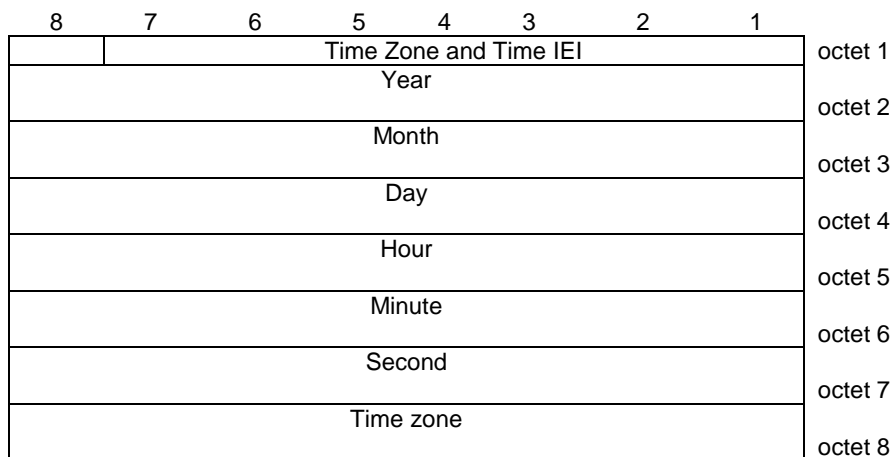 8 7 6 5 4 3 2 1
Time Zone and Time IEI octet 1
Year
octet 2
Month
octet 3
Day
octet 4
Hour
octet 5
Minute
octet 6
Second
octet 7
Time zone
octet 8